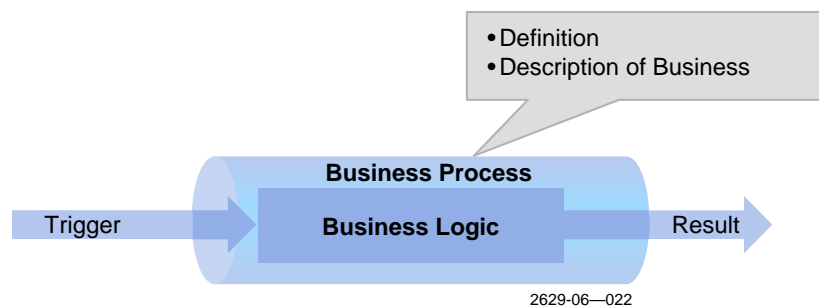 •Definition
•Description of Business
Business Process
Trigger
Business Logic
Result
2629-06—022